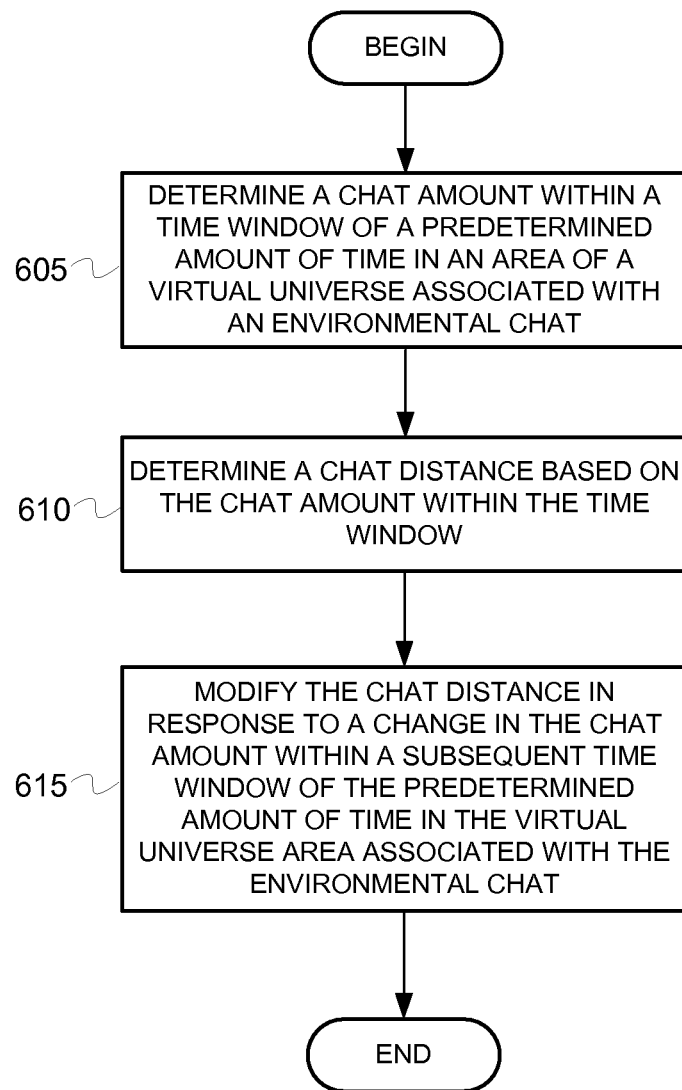 BEGIN
DETERMINE A CHAT AMOUNT WITHIN A
TIME WINDOW OF A PREDETERMINED
AMOUNT OF TIME IN AN AREA OF A
VIRTUAL UNIVERSE ASSOCIATED WITH
AN ENVIRONMENTAL CHAT
605
DETERMINE A CHAT DISTANCE BASED ON
THE CHAT AMOUNT WITHIN THE TIME
WINDOW
610
MODIFY THE CHAT DISTANCE IN
RESPONSE TO A CHANGE IN THE CHAT
AMOUNT WITHIN A SUBSEQUENT TIME
WINDOW OF THE PREDETERMINED
AMOUNT OF TIME IN THE VIRTUAL
UNIVERSE AREA ASSOCIATED WITH THE
ENVIRONMENTAL CHAT
615
END